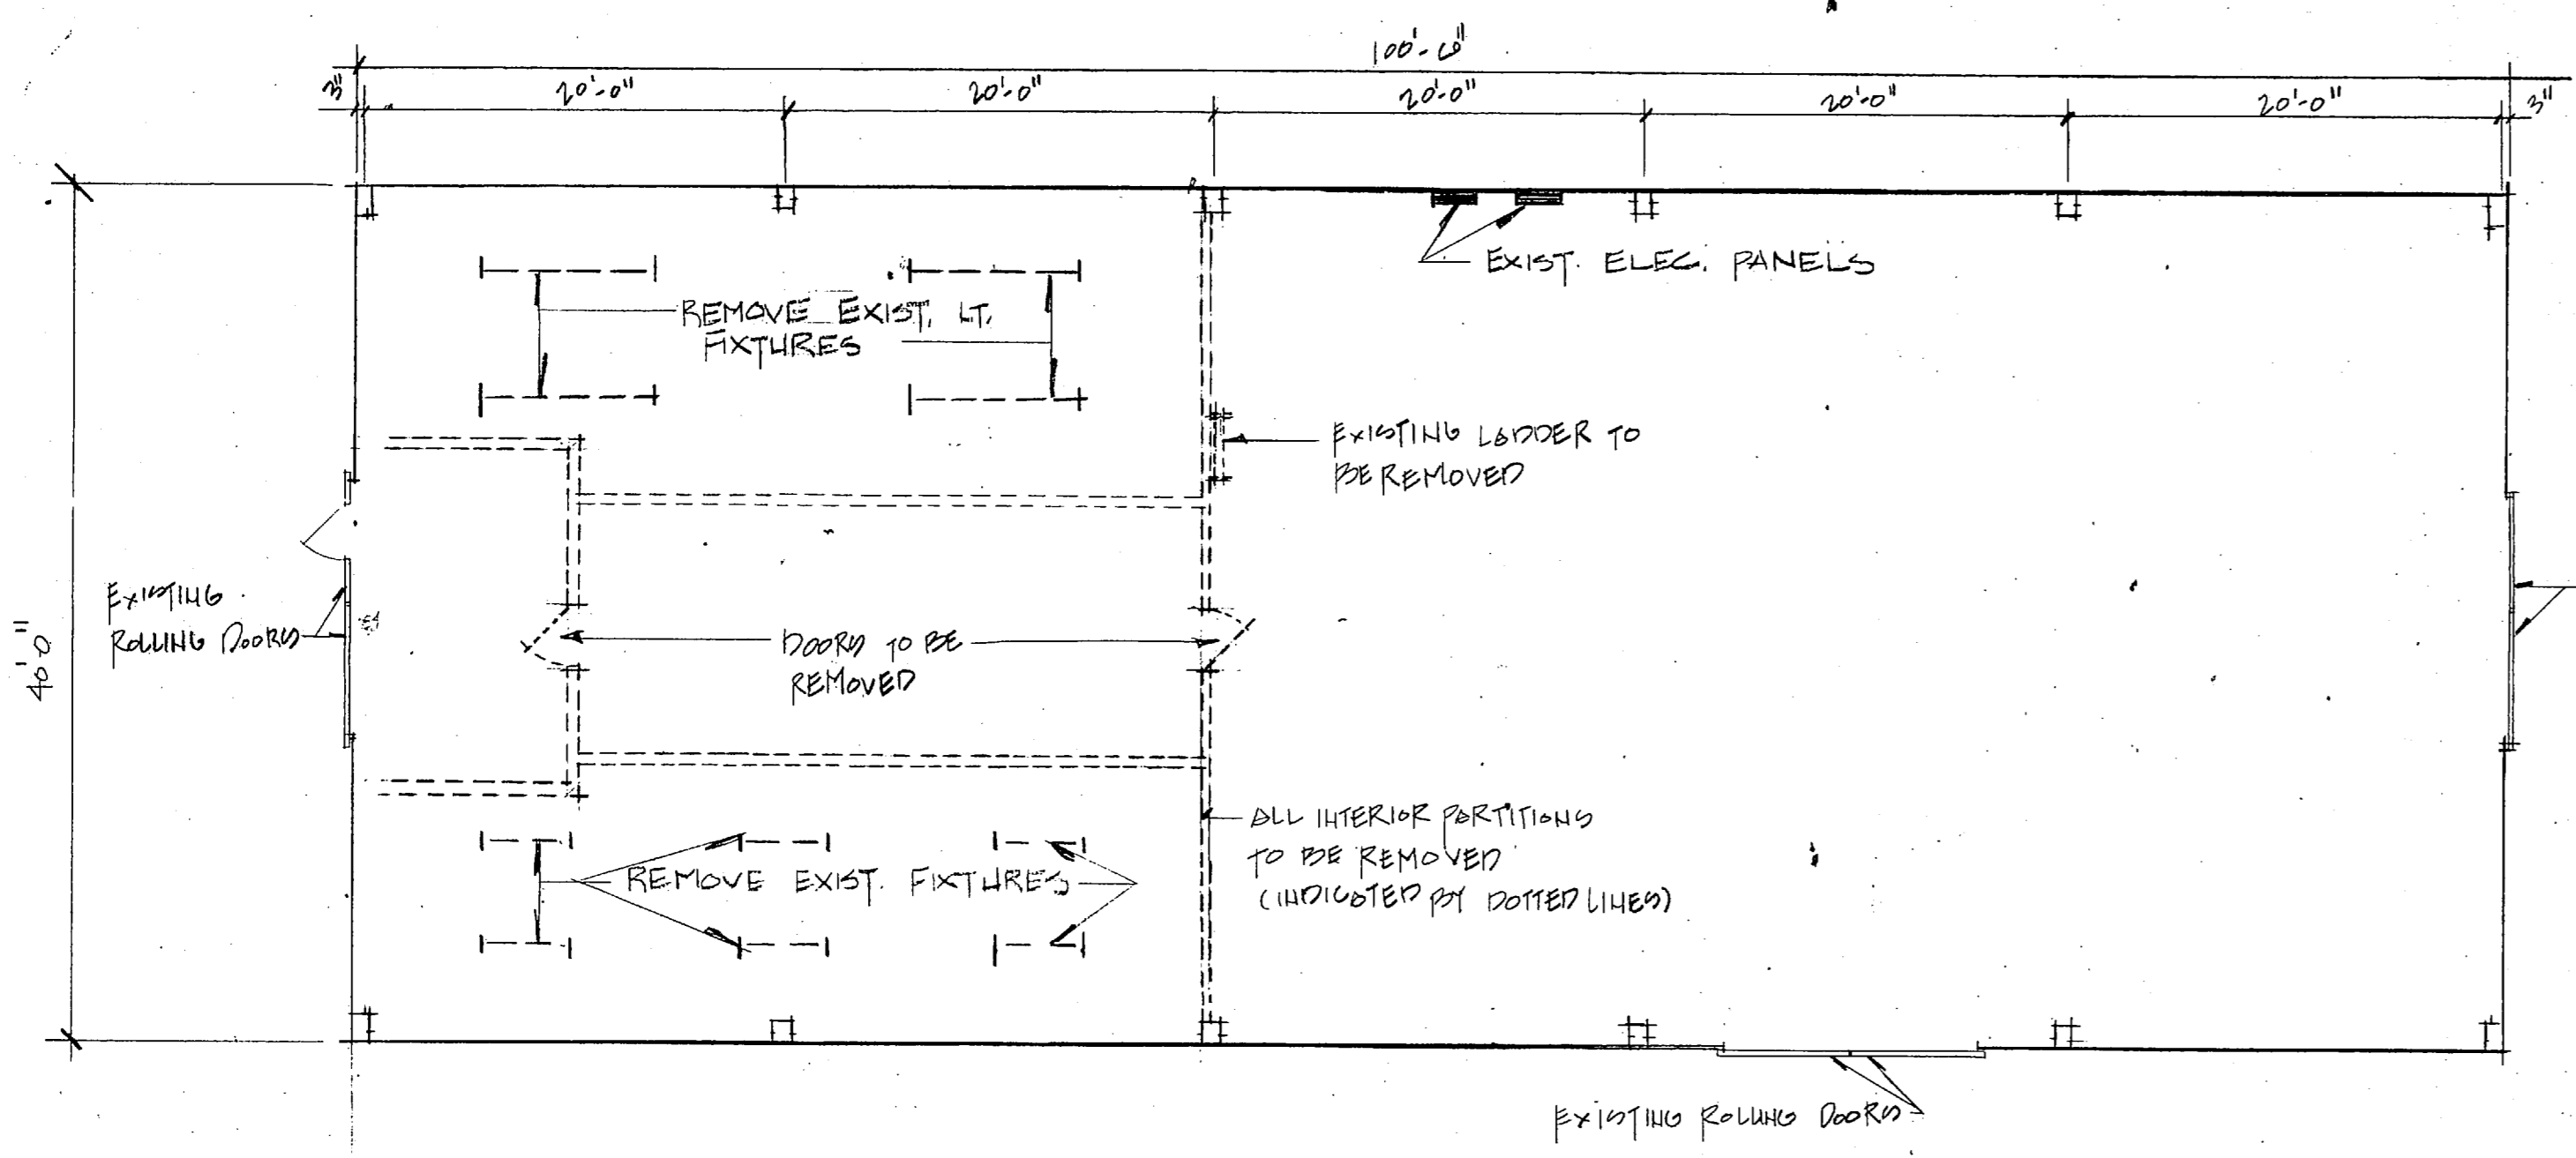 100'-6"
3" 20'-0" 20'-0" 20'-0" 20'-0" 20'-0" 3"
EXIST. ELEC. PANELS
REMOVE EXIST. LT.
FIXTURES
EXISTING LADDER TO
BE REMOVED
EXISTING
ROLLING DOORS
40'-0"
DOORS TO BE
REMOVED
ALL INTERIOR PARTITIONS
TO BE REMOVED
(INDICATED BY DOTTED LINES)
REMOVE EXIST. FIXTURES
EXISTING ROLLING DOORS